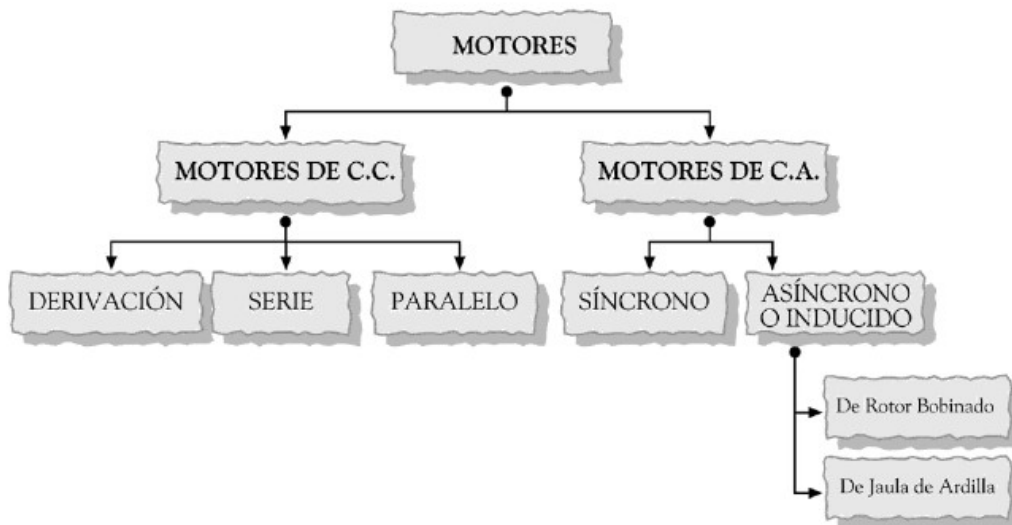 MOTORES
MOTORES DE C.C.
MOTORES DE C.A.
DERIVACIÓN
SERIE
PARALELO
SÍNCRONO
ASÍNCRONO
O INDUCIDO
De Rotor Bobinado
De Jaula de Ardilla